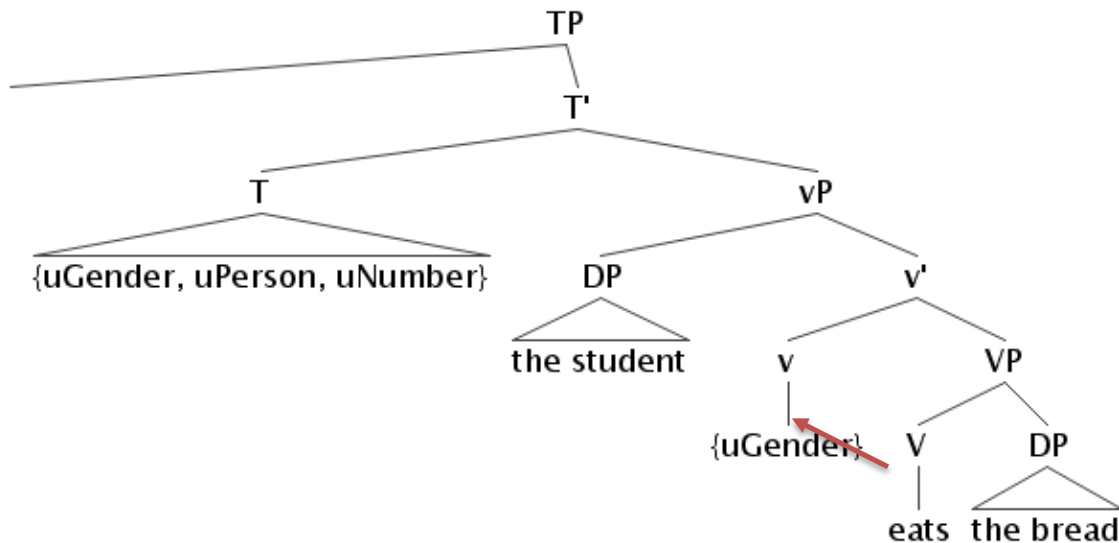 TP
T'
T vP
{uGender, uPerson, uNumber} DP v'
the student v VP
{uGender} V DP
eats the bread